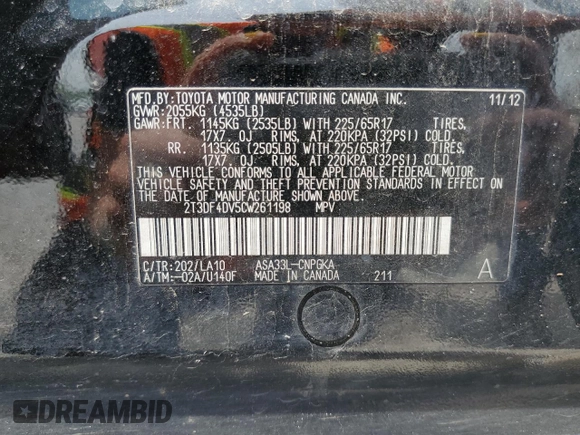 MFD.BY:TOYOTA MOTOR MANUFACTURING CANADA INC. 11/12
GVWR:2055KG (4535LB)
GAWR:FRT. 1145KG (2535LB) WITH 225/65R17 TIRES,
17X7 OJ RIMS, AT 220KPA (32PSI) COLD.
RR. 1135KG (2505LB) WITH 225/65R17 TIRES,
17X7 OJ RIMS, AT 220KPA (32PSI) COLD.
THIS VEHICLE CONFORMS TO ALL APPLICABLE FEDERAL MOTOR
VEHICLE SAFETY AND THEFT PREVENTION STANDARDS IN EFFECT ON
THE DATE OF MANUFACTURE SHOWN ABOVE.
2T3DF4DV5CW261198 MPV
C/TR:202/LA10 ASA33L-CNPGKA
A/TM:-02A/U140F MADE IN CANADA 211 A
DREAMBID